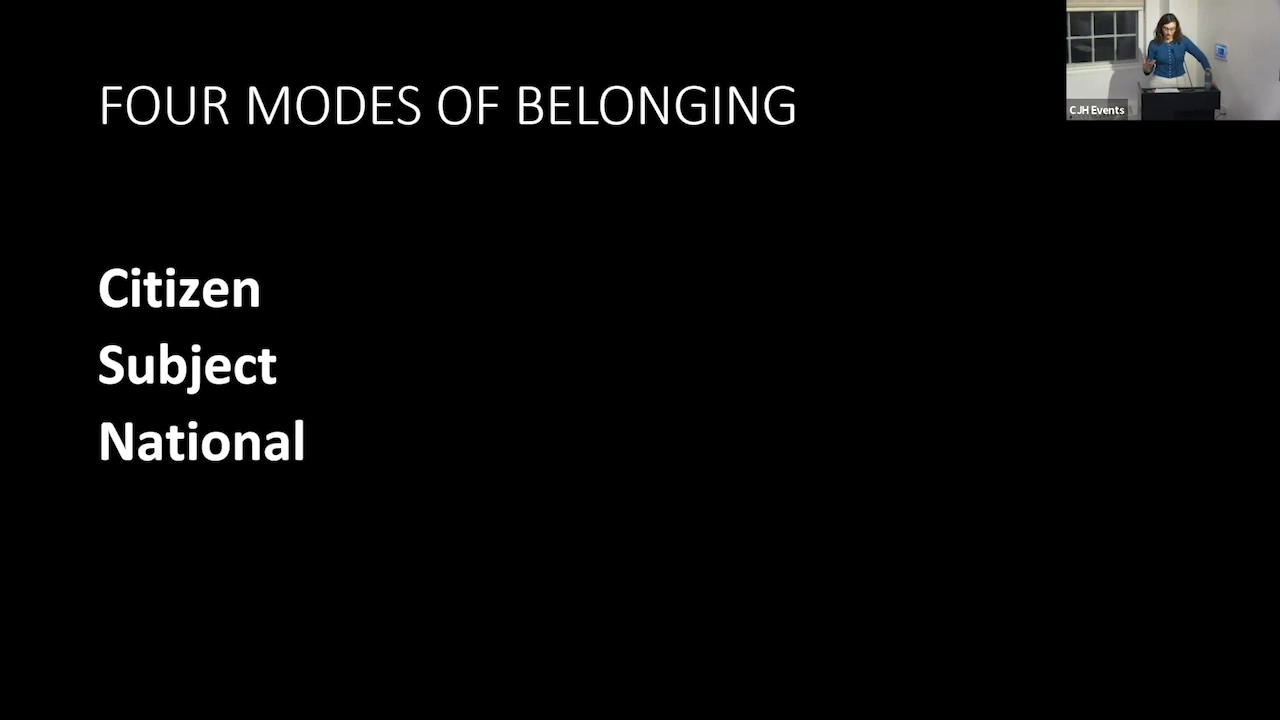 FOUR MODES OF BELONGING
CJH Events
Citizen
Subject
National